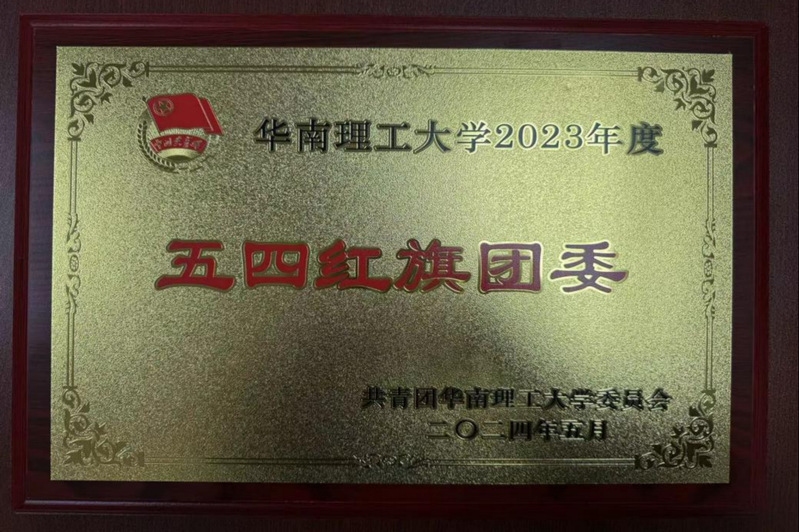 华南理工大学2023年度
五四红旗团委
共青团华南理工大学委员会
二〇二四年五月